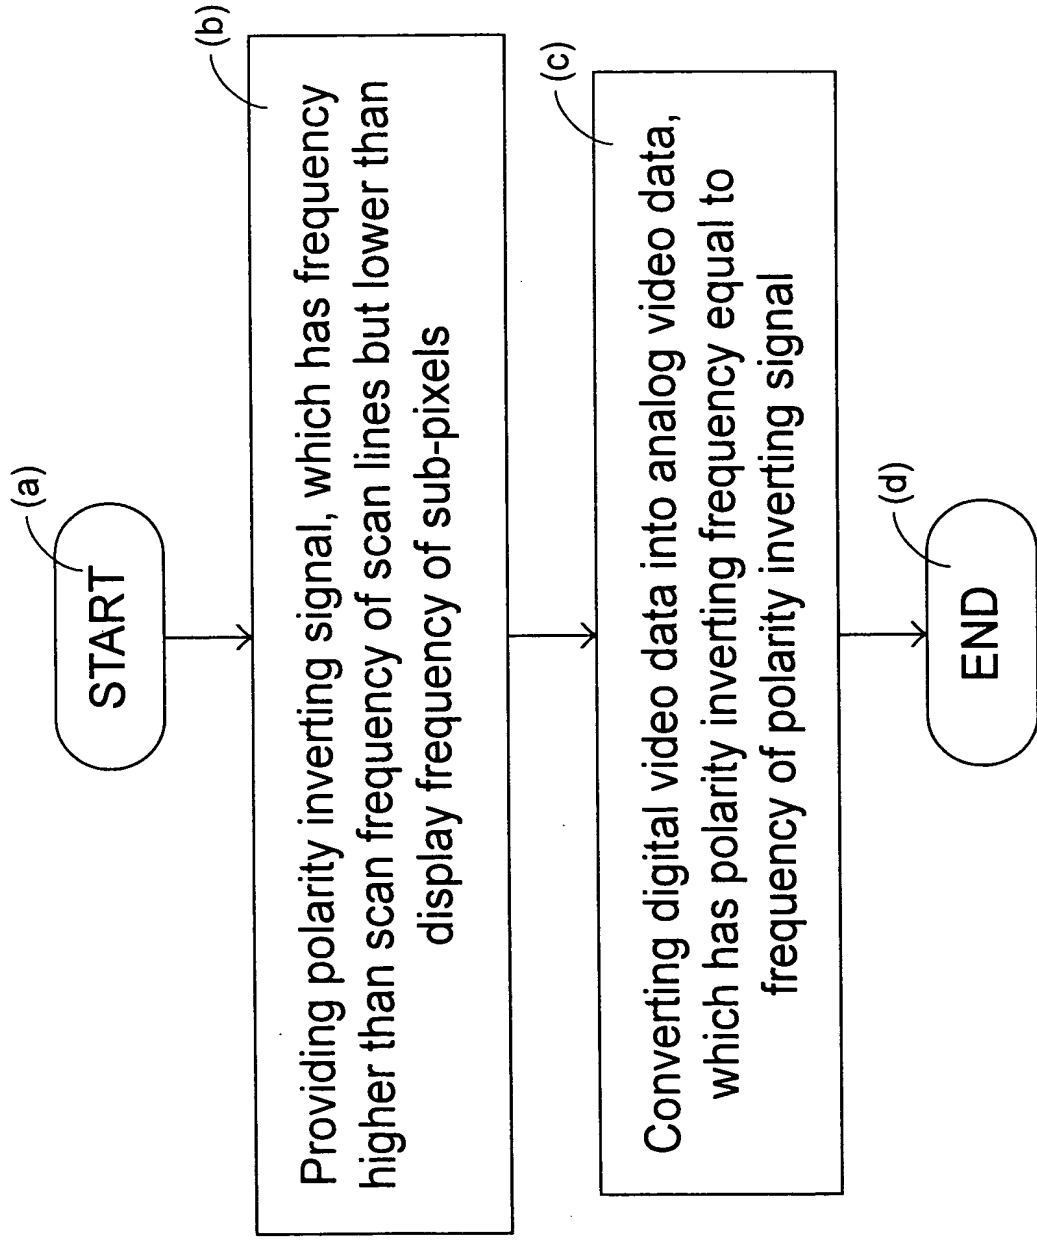 (a)
START
(b)
Providing polarity inverting signal, which has frequency
higher than scan frequency of scan lines but lower than
display frequency of sub-pixels
(c)
Converting digital video data into analog video data,
which has polarity inverting frequency equal to
frequency of polarity inverting signal
(d)
END